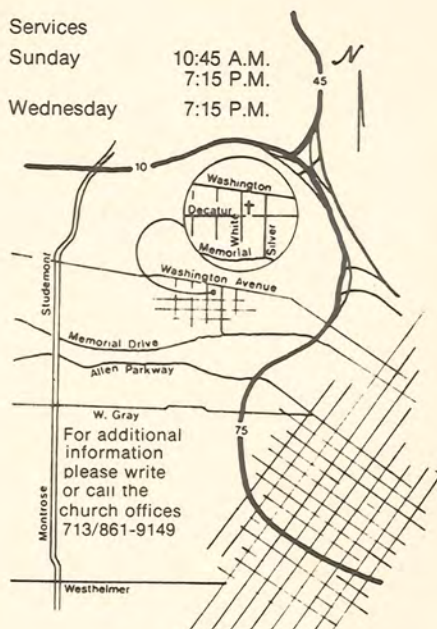 Services
Sunday 10:45 A.M.
7:15 P.M.
Wednesday 7:15 P.M.
N
45
10
Washington
Decatur
White
Silver
Memorial
Washington Avenue
Studemont
Memorial Drive
Allen Parkway
W. Gray
75
For additional
information
please write
or call the
church offices
713/861-9149
Montrose
Westheimer